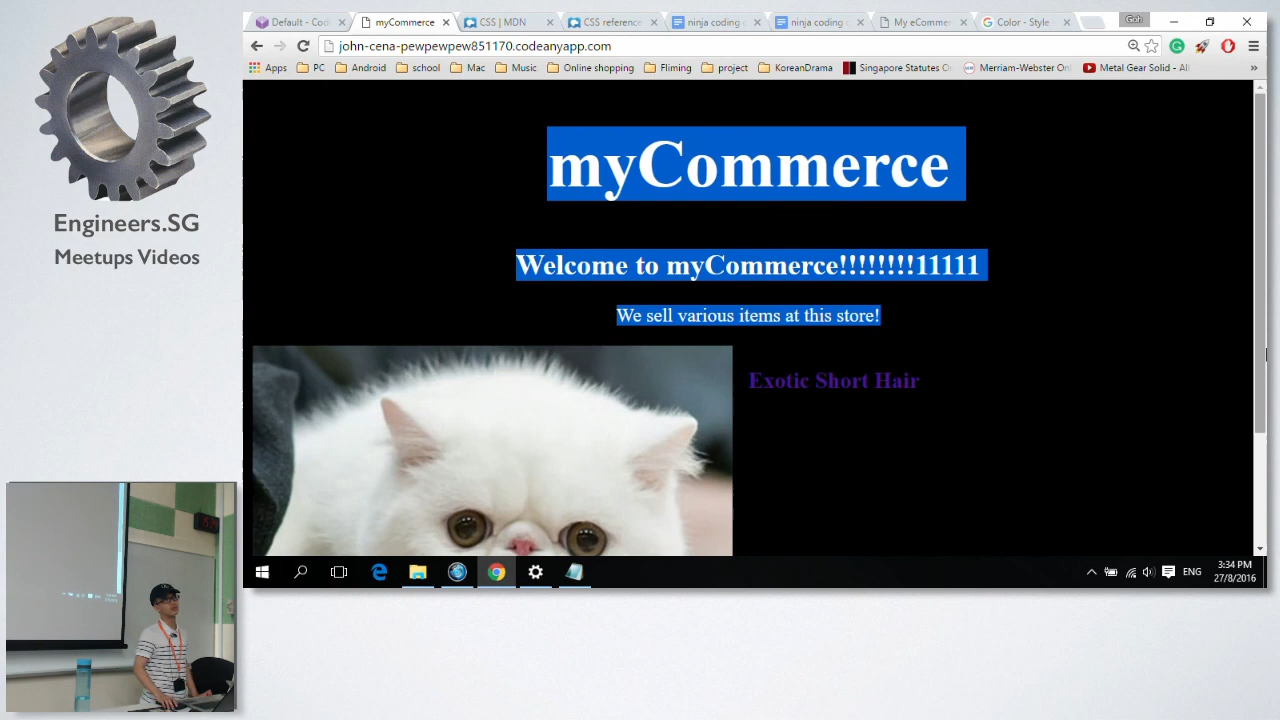 Engineers.SG
Meetups Videos
Default - Cod
myCommerce
CSS | MDN
CSS reference
ninja coding
ninja coding
My eCommer
Color - Style
Goh
john-cena-pewpewpew851170.codeanyapp.com
Apps
PC
Android
school
Mac
Music
Online shopping
Fliming
project
KoreanDrama
Singapore Statutes O
Merriam-Webster Onl
Metal Gear Solid - Al
myCommerce
Welcome to myCommerce!!!!!!!!11111
We sell various items at this store!
Exotic Short Hair
ENG
3:34 PM
27/8/2016